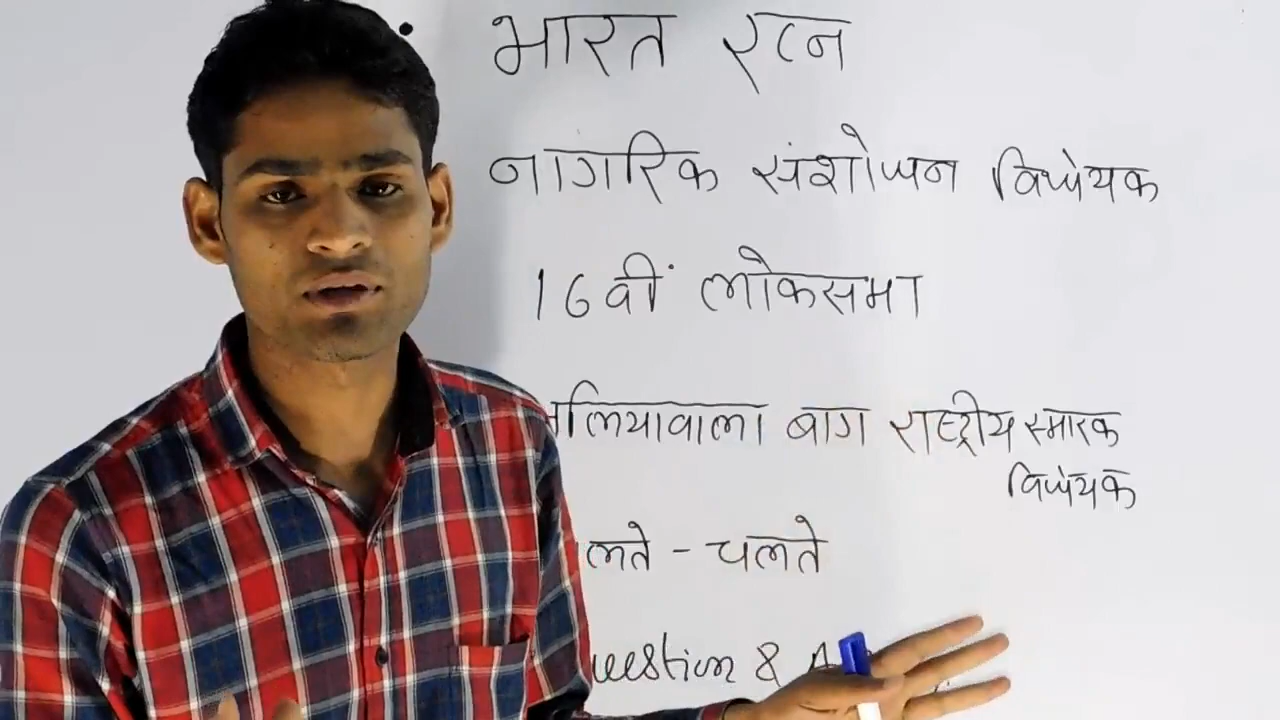 भारत रत्न
नागरिक संशोधन विधेयक
16वीं लोकसभा
लियावाला बाग राष्ट्रीय स्मारक
विधेयक
लते - चलते
uestion &